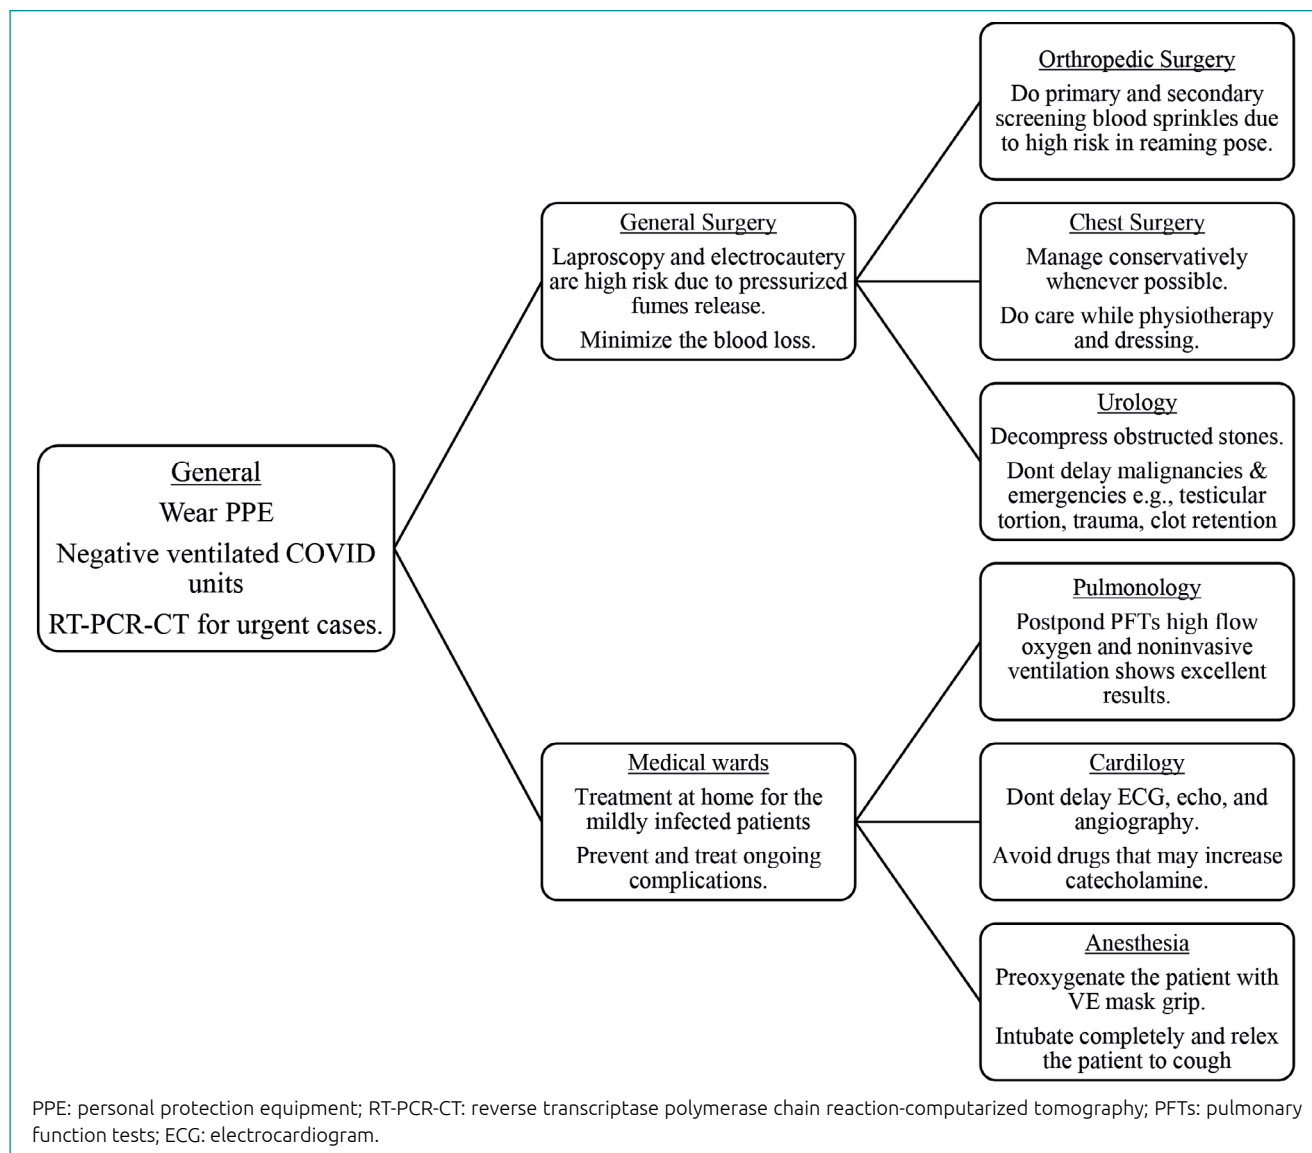 General
Wear PPE
Negative ventilated COVID
units
RT-PCR-CT for urgent cases.
General Surgery
Laproscopy and electrocautery
are high risk due to pressurized
fumes release.
Minimize the blood loss.
Orthropedic Surgery
Do primary and secondary
screening blood sprinkles due
to high risk in reaming pose.
Chest Surgery
Manage conservatively
whenever possible.
Do care while physiotherapy
and dressing.
Urology
Decompress obstructed stones.
Dont delay malignancies &
emergencies e.g., testicular
tortion, trauma, clot retention
Medical wards
Treatment at home for the
mildly infected patients
Prevent and treat ongoing
complications.
Pulmonology
Postpond PFTs high flow
oxygen and noninvasive
ventilation shows excellent
results.
Cardilogy
Dont delay ECG, echo, and
angiography.
Avoid drugs that may increase
catecholamine.
Anesthesia
Preoxygenate the patient with
VE mask grip.
Intubate completely and relex
the patient to cough
PPE: personal protection equipment; RT-PCR-CT: reverse transcriptase polymerase chain reaction-computarized tomography; PFTs: pulmonary
function tests; ECG: electrocardiogram.